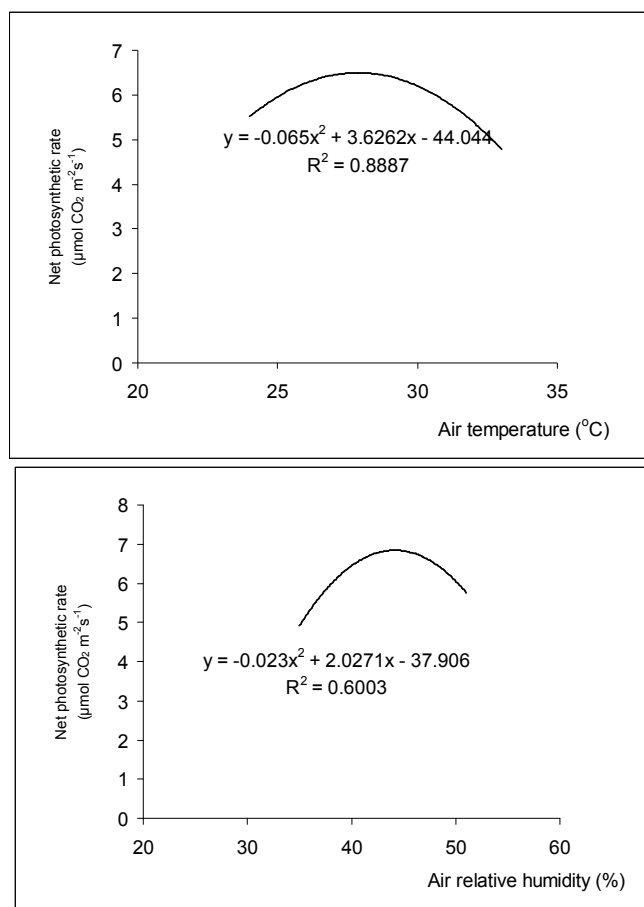 7
6
5
4
3
2
1
0
20 25 30 35
Net photosynthetic rate
(µmol CO₂ m⁻²s⁻¹)
y = -0.065x² + 3.6262x - 44.044
R² = 0.8887
Air temperature (°C)
8
7
6
5
4
3
2
1
0
20 30 40 50 60
Net photosynthetic rate
(µmol CO₂ m⁻²s⁻¹)
y = -0.023x² + 2.0271x - 37.906
R² = 0.6003
Air relative humidity (%)